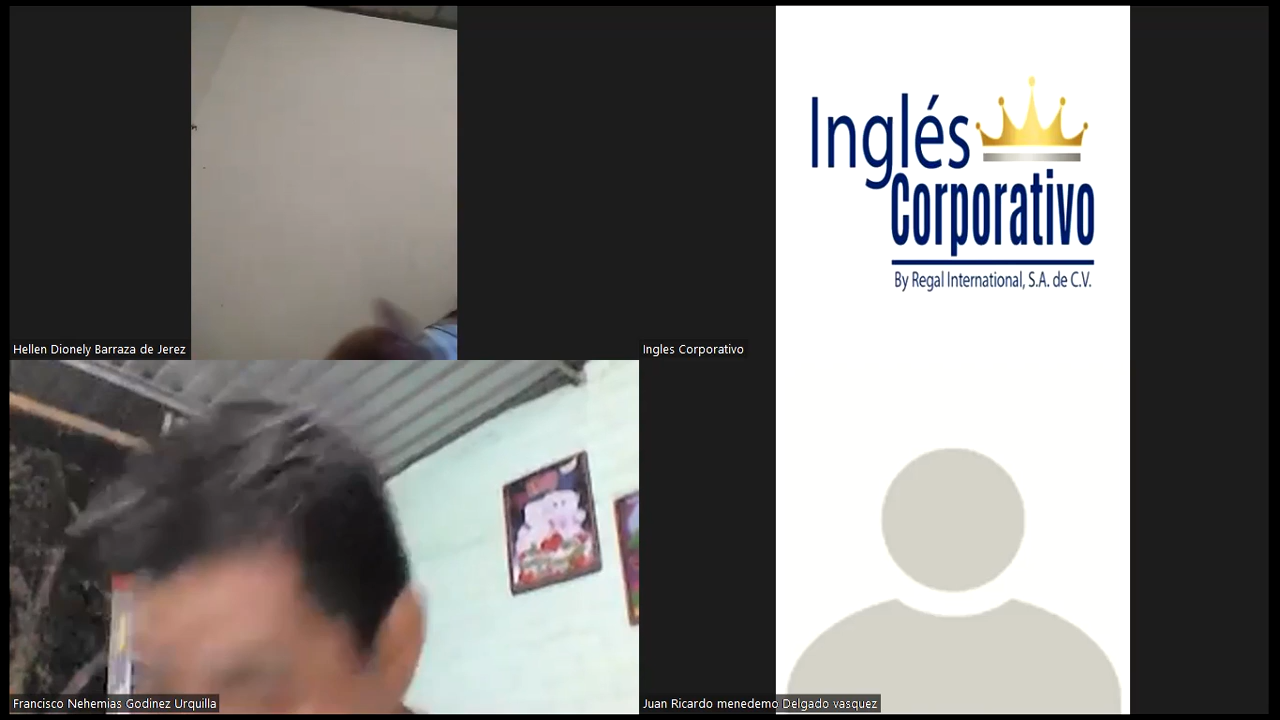 Inglés
Corporativo
By Regal International, S.A. de C.V.
Hellen Dionely Barraza de Jerez
Ingles Corporativo
Francisco Nehemias Godinez Urquilla
Juan Ricardo menedemo Delgado vasquez